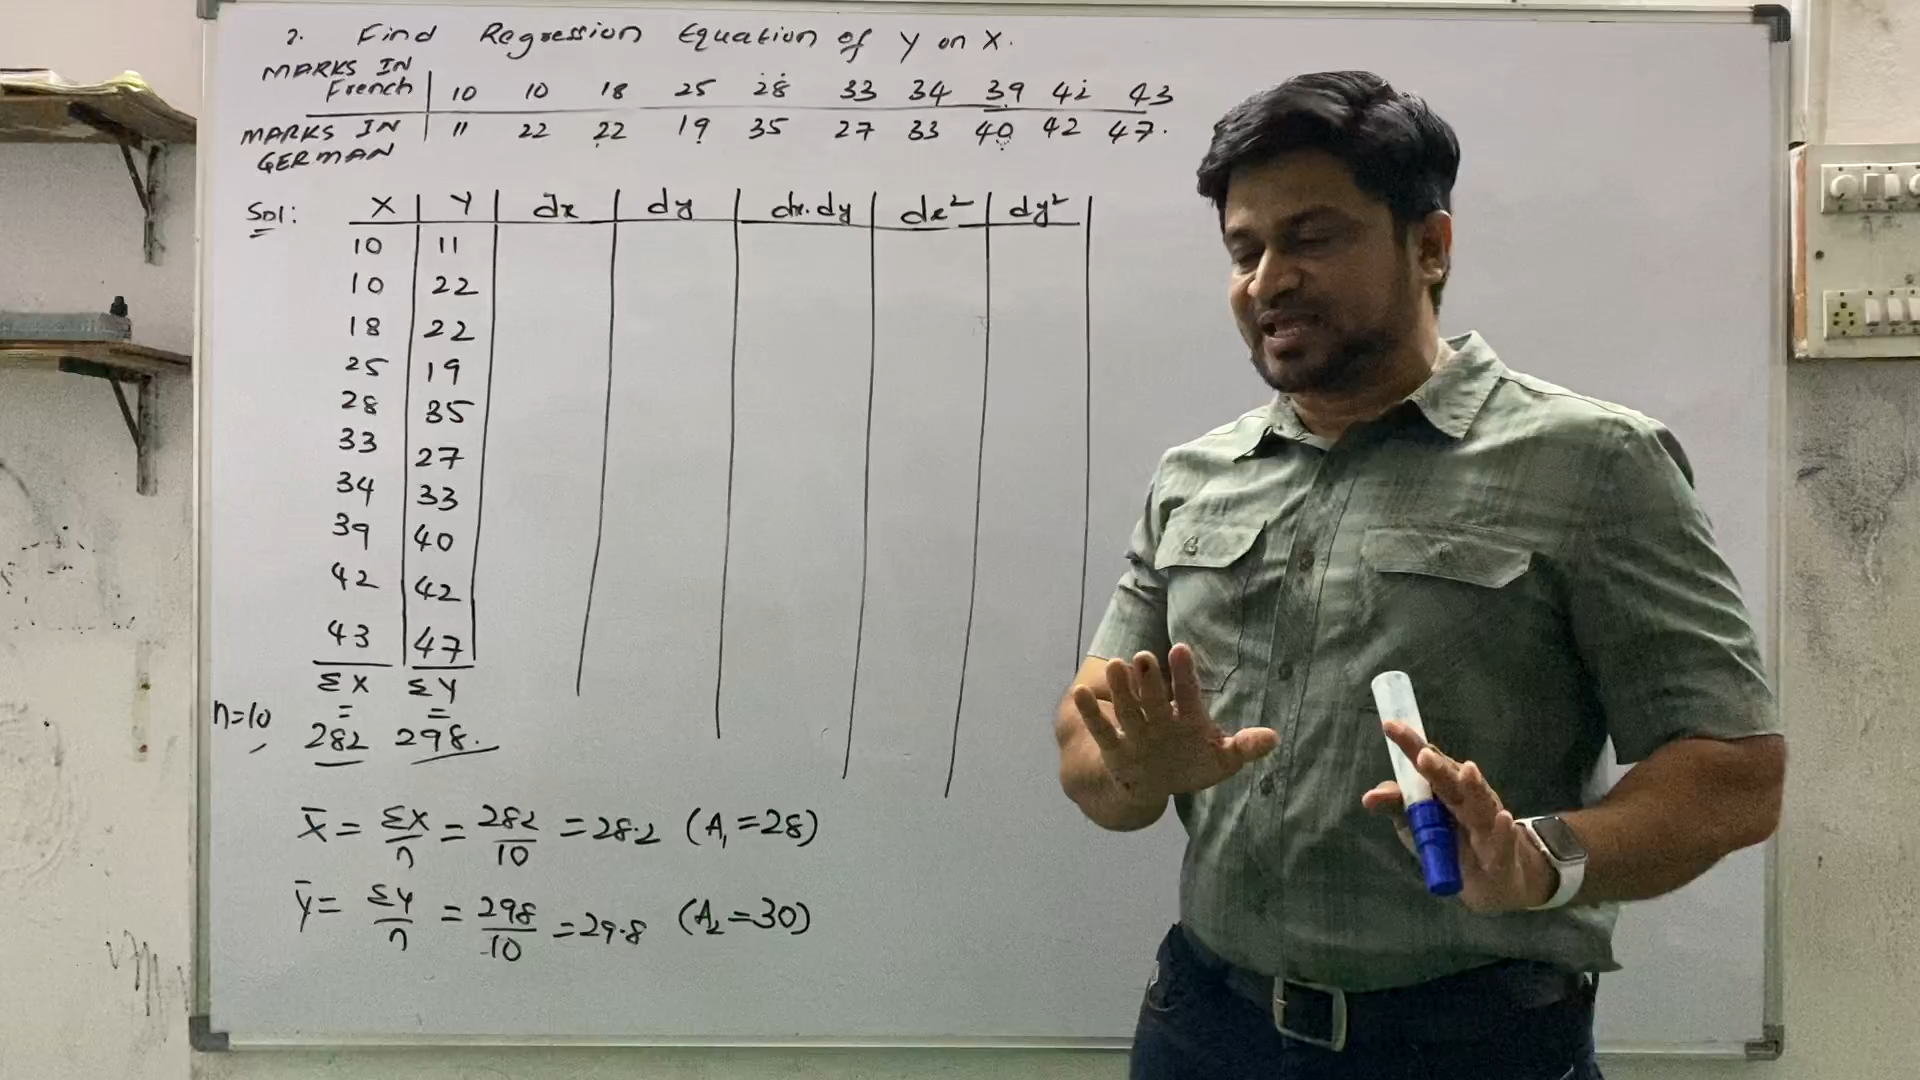 2. Find Regression Equation of Y on X.
MARKS IN French 10 10 18 25 28 33 34 39 42 43
MARKS IN GERMAN 11 22 22 19 35 27 33 40 42 47.
Sol: X Y dx dy dx.dy dx² dy²
10 11
10 22
18 22
25 19
28 35
33 27
34 33
39 40
42 42
43 47
ΣX ΣY
= =
n=10 282 298.
X̄ = ΣX/n = 282/10 = 28.2 (A₁=28)
Ȳ = ΣY/n = 298/10 = 29.8 (A₂=30)